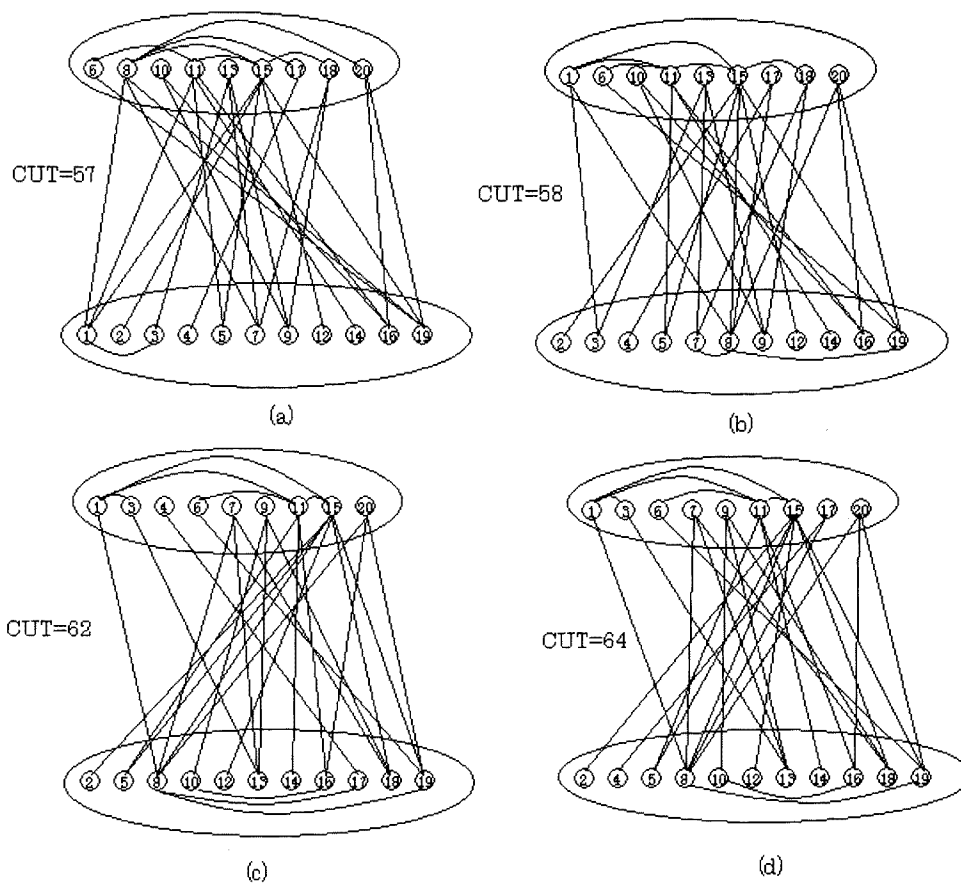 6 8 10 11 13 15 17 18 20
CUT=57
1 2 3 4 5 7 9 12 14 16 19
(a)
1 6 10 11 13 15 17 18 20
CUT=58
2 3 4 5 7 8 9 12 14 16 19
(b)
1 3 4 6 7 9 11 15 20
CUT=62
2 5 8 10 12 13 14 16 17 18 19
(c)
1 3 6 7 9 11 15 17 20
CUT=64
2 4 5 8 10 12 13 14 16 18 19
(d)